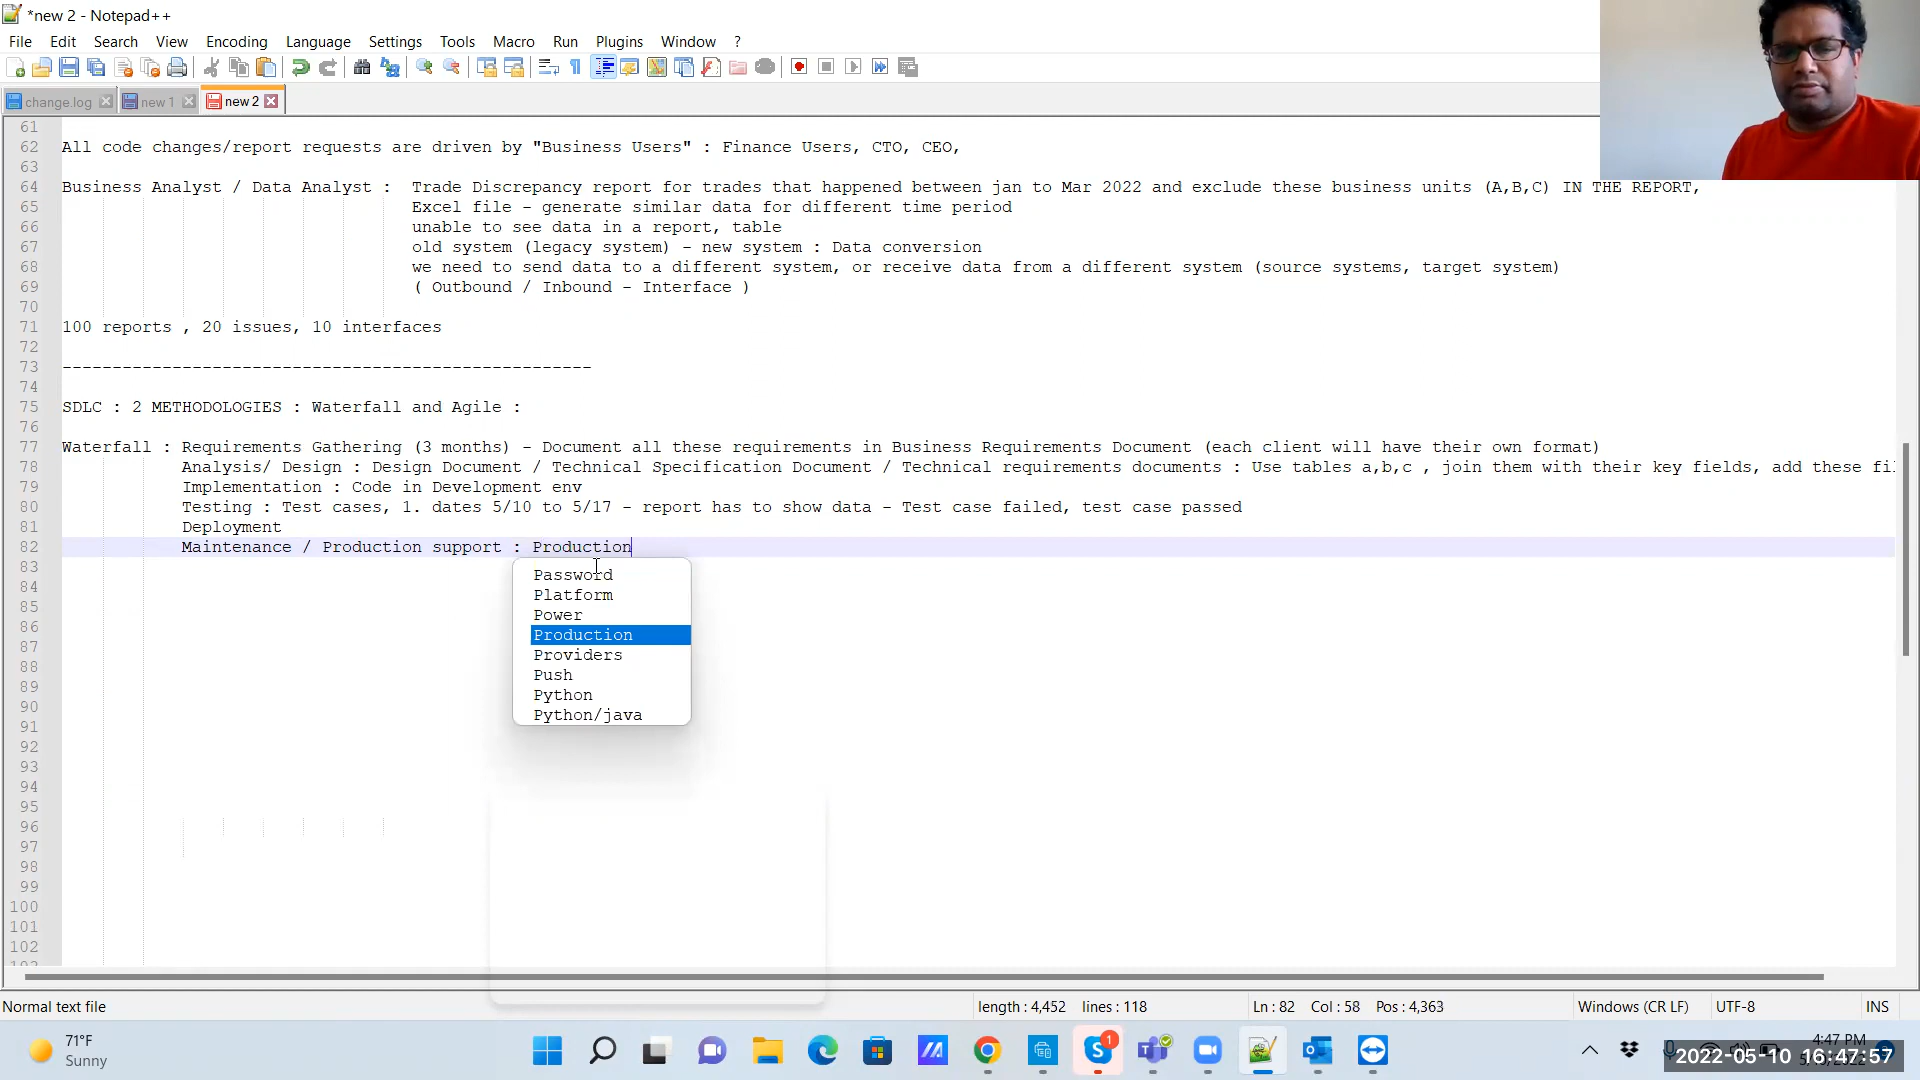 *new 2 - Notepad++
File Edit Search View Encoding Language Settings Tools Macro Run Plugins Window ?
change.log new 1 new 2
61
62 All code changes/report requests are driven by "Business Users" : Finance Users, CTO, CEO,
63
64 Business Analyst / Data Analyst : Trade Discrepancy report for trades that happened between jan to Mar 2022 and exclude these business units (A,B,C) IN THE REPORT,
65 Excel file - generate similar data for different time period
66 unable to see data in a report, table
67 old system (legacy system) - new system : Data conversion
68 we need to send data to a different system, or receive data from a different system (source systems, target system)
69 ( Outbound / Inbound - Interface )
70
71 100 reports , 20 issues, 10 interfaces
72
73 -----------------------------------------------------
74
75 SDLC : 2 METHODOLOGIES : Waterfall and Agile :
76
77 Waterfall : Requirements Gathering (3 months) - Document all these requirements in Business Requirements Document (each client will have their own format)
78 Analysis/ Design : Design Document / Technical Specification Document / Technical requirements documents : Use tables a,b,c , join them with their key fields, add these
79 Implementation : Code in Development env
80 Testing : Test cases, 1. dates 5/10 to 5/17 - report has to show data - Test case failed, test case passed
81 Deployment
82 Maintenance / Production support : Production
83 Password
84 Platform
85 Power
86 Production
87 Providers
88 Push
89 Python
90 Python/java
91
92
93
94
95
96
97
98
99
100
101
102
Normal text file length : 4,452 lines : 118 Ln : 82 Col : 58 Pos : 4,363 Windows (CR LF) UTF-8 INS
71°F
Sunny
1
4:47 PM
2022-05-10 16:47:57